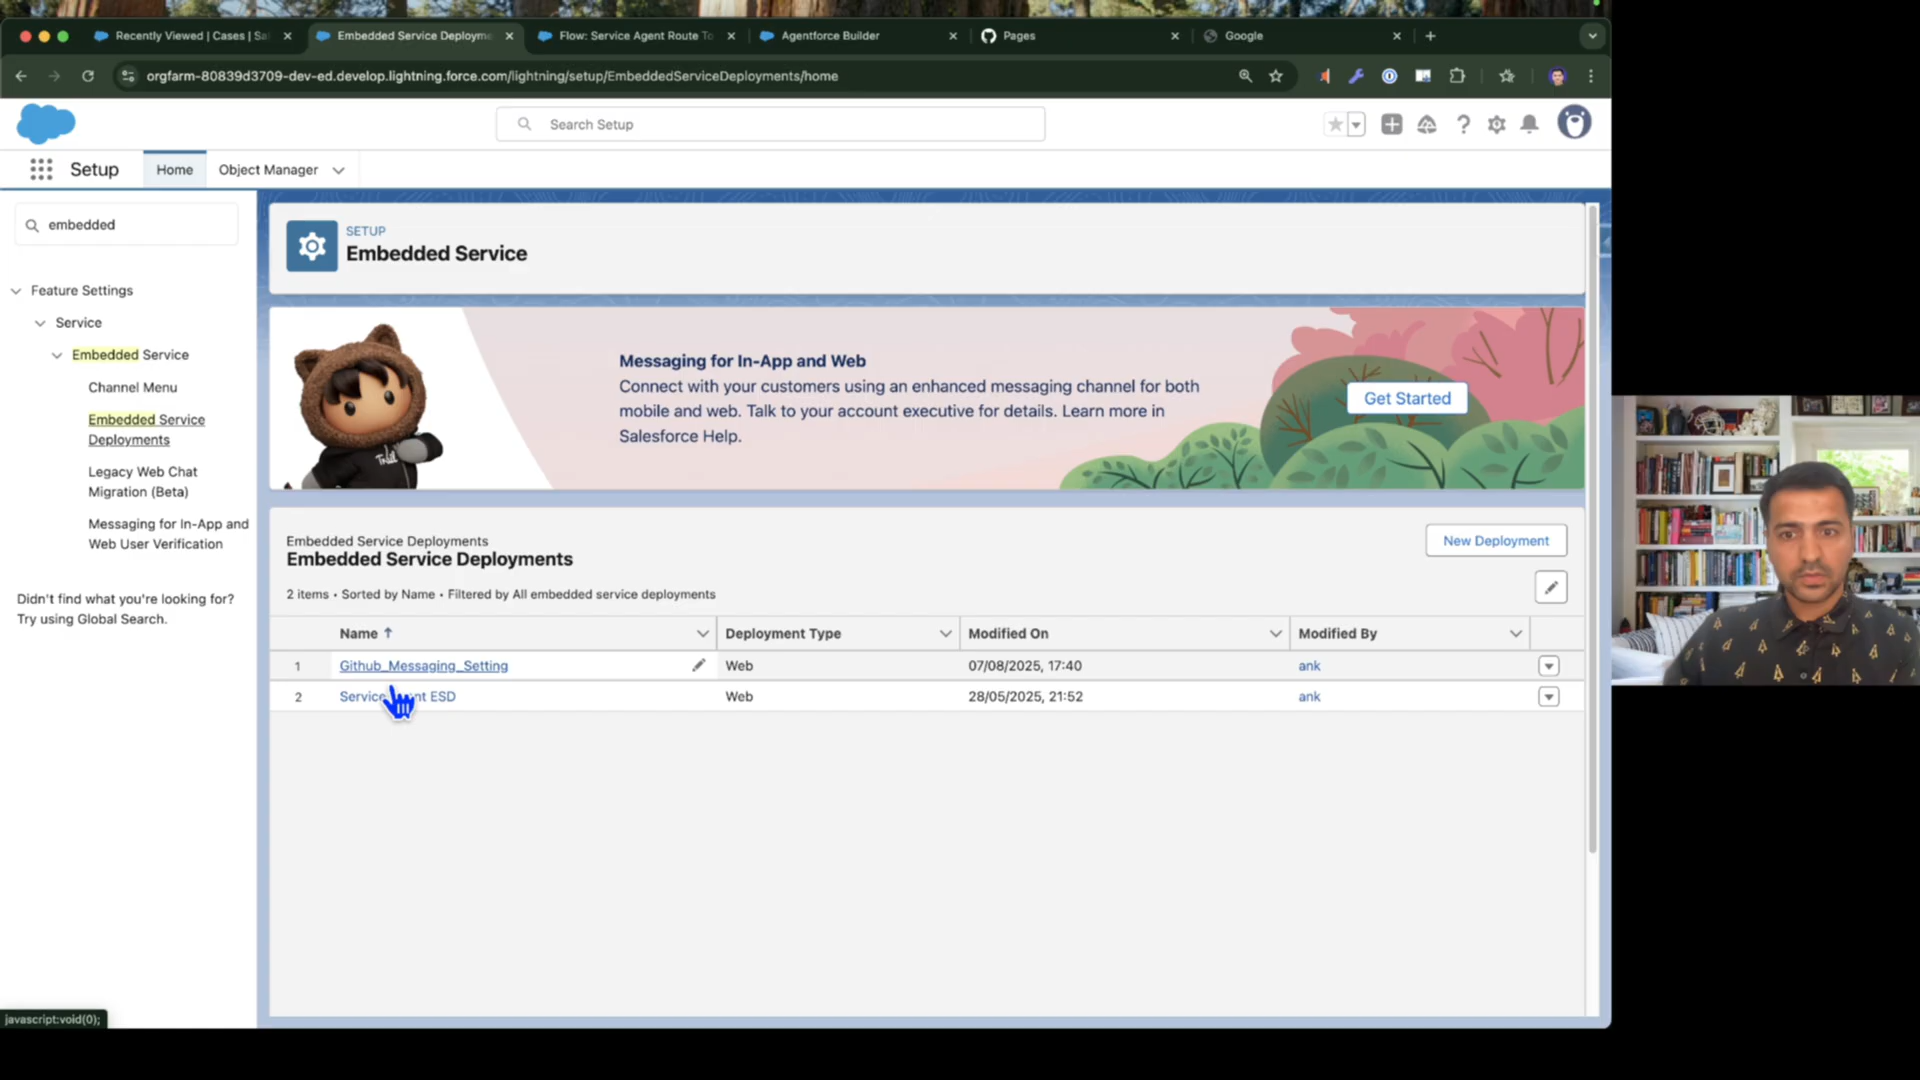 Recently Viewed | Cases | Sa
Embedded Service Deployme
Flow: Service Agent Route To
Agentforce Builder
Pages
Google
orgfarm-80839d3709-dev-ed.develop.lightning.force.com/lightning/setup/EmbeddedServiceDeployments/home
Search Setup
Setup
Home
Object Manager
embedded
Feature Settings
Service
Embedded Service
Channel Menu
Embedded Service
Deployments
Legacy Web Chat
Migration (Beta)
Messaging for In-App and
Web User Verification
Didn't find what you're looking for?
Try using Global Search.
SETUP
Embedded Service
Messaging for In-App and Web
Connect with your customers using an enhanced messaging channel for both
mobile and web. Talk to your account executive for details. Learn more in
Salesforce Help.
Get Started
Embedded Service Deployments
Embedded Service Deployments
New Deployment
2 items • Sorted by Name • Filtered by All embedded service deployments
Name
Deployment Type
Modified On
Modified By
1
Github_Messaging_Setting
Web
07/08/2025, 17:40
ank
2
Service ESD
Web
28/05/2025, 21:52
ank
javascript:void(0);